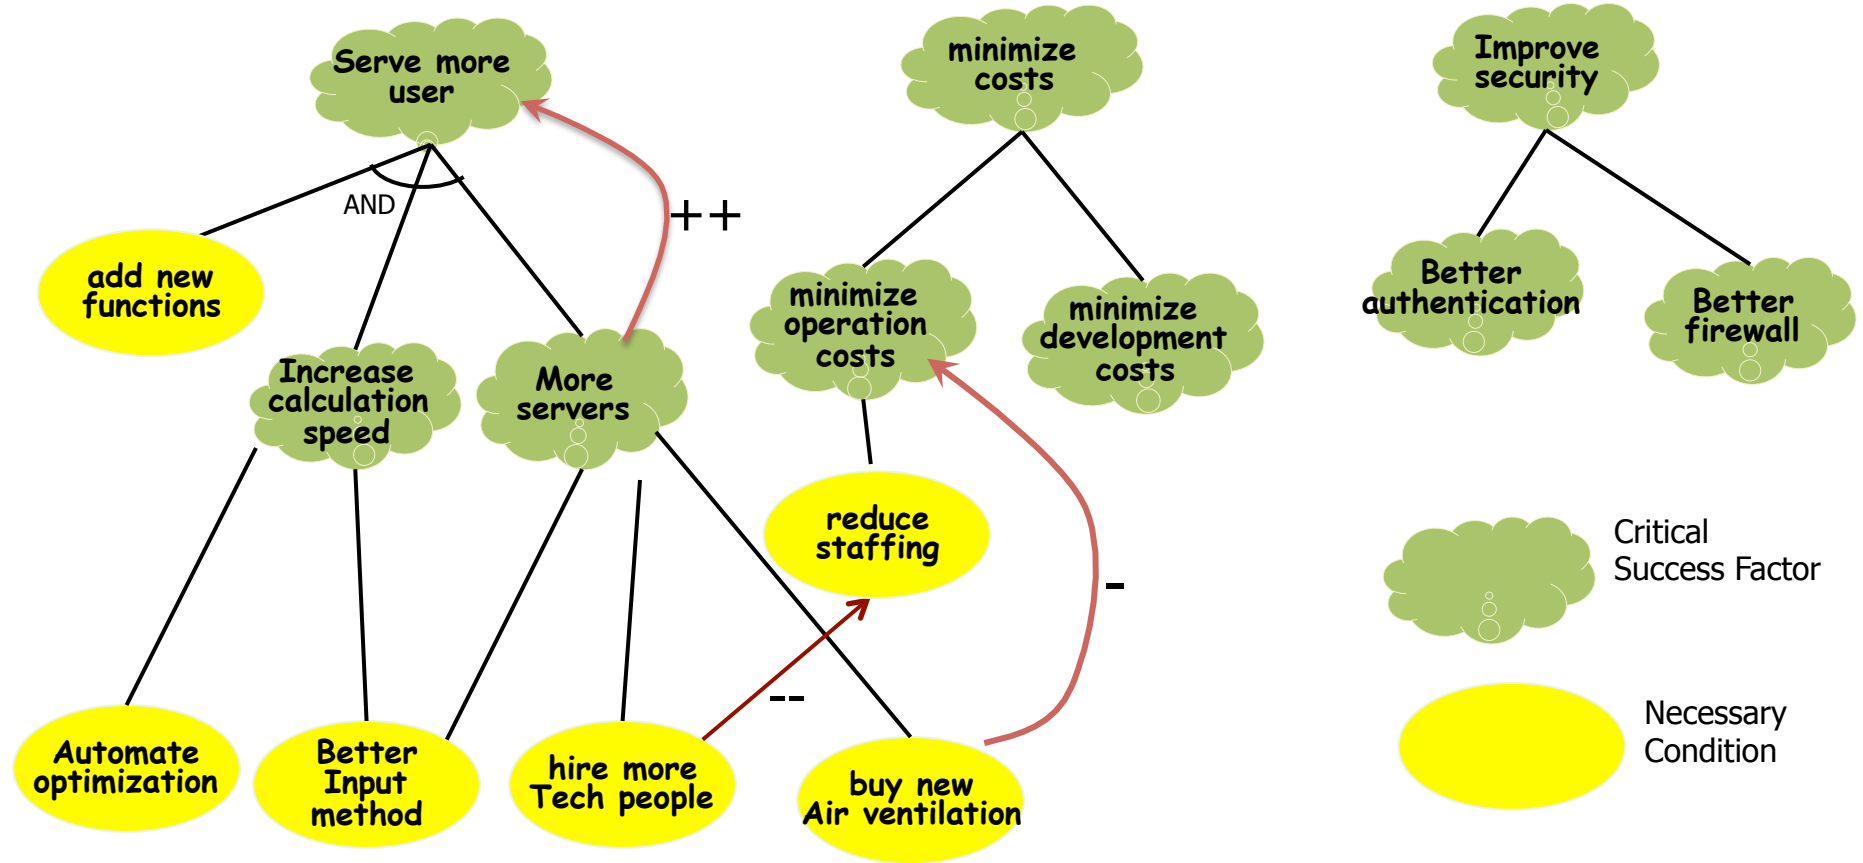 Serve more
user
minimize
costs
Improve
security
AND
++
add new
functions
Increase
calculation
speed
More
servers
minimize
operation
costs
minimize
development
costs
Better
authentication
Better
firewall
reduce
staffing
-
--
Automate
optimization
Better
Input
method
hire more
Tech people
buy new
Air ventilation
Critical
Success Factor
Necessary
Condition